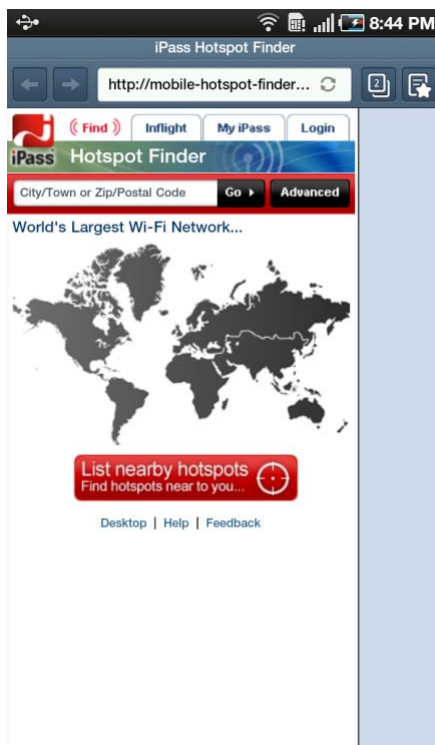 8:44 PM
iPass Hotspot Finder
http://mobile-hotspot-finder...
2
Find
Inflight
My iPass
Login
iPass Hotspot Finder
City/Town or Zip/Postal Code
Go
Advanced
World's Largest Wi-Fi Network...
List nearby hotspots
Find hotspots near to you...
Desktop | Help | Feedback